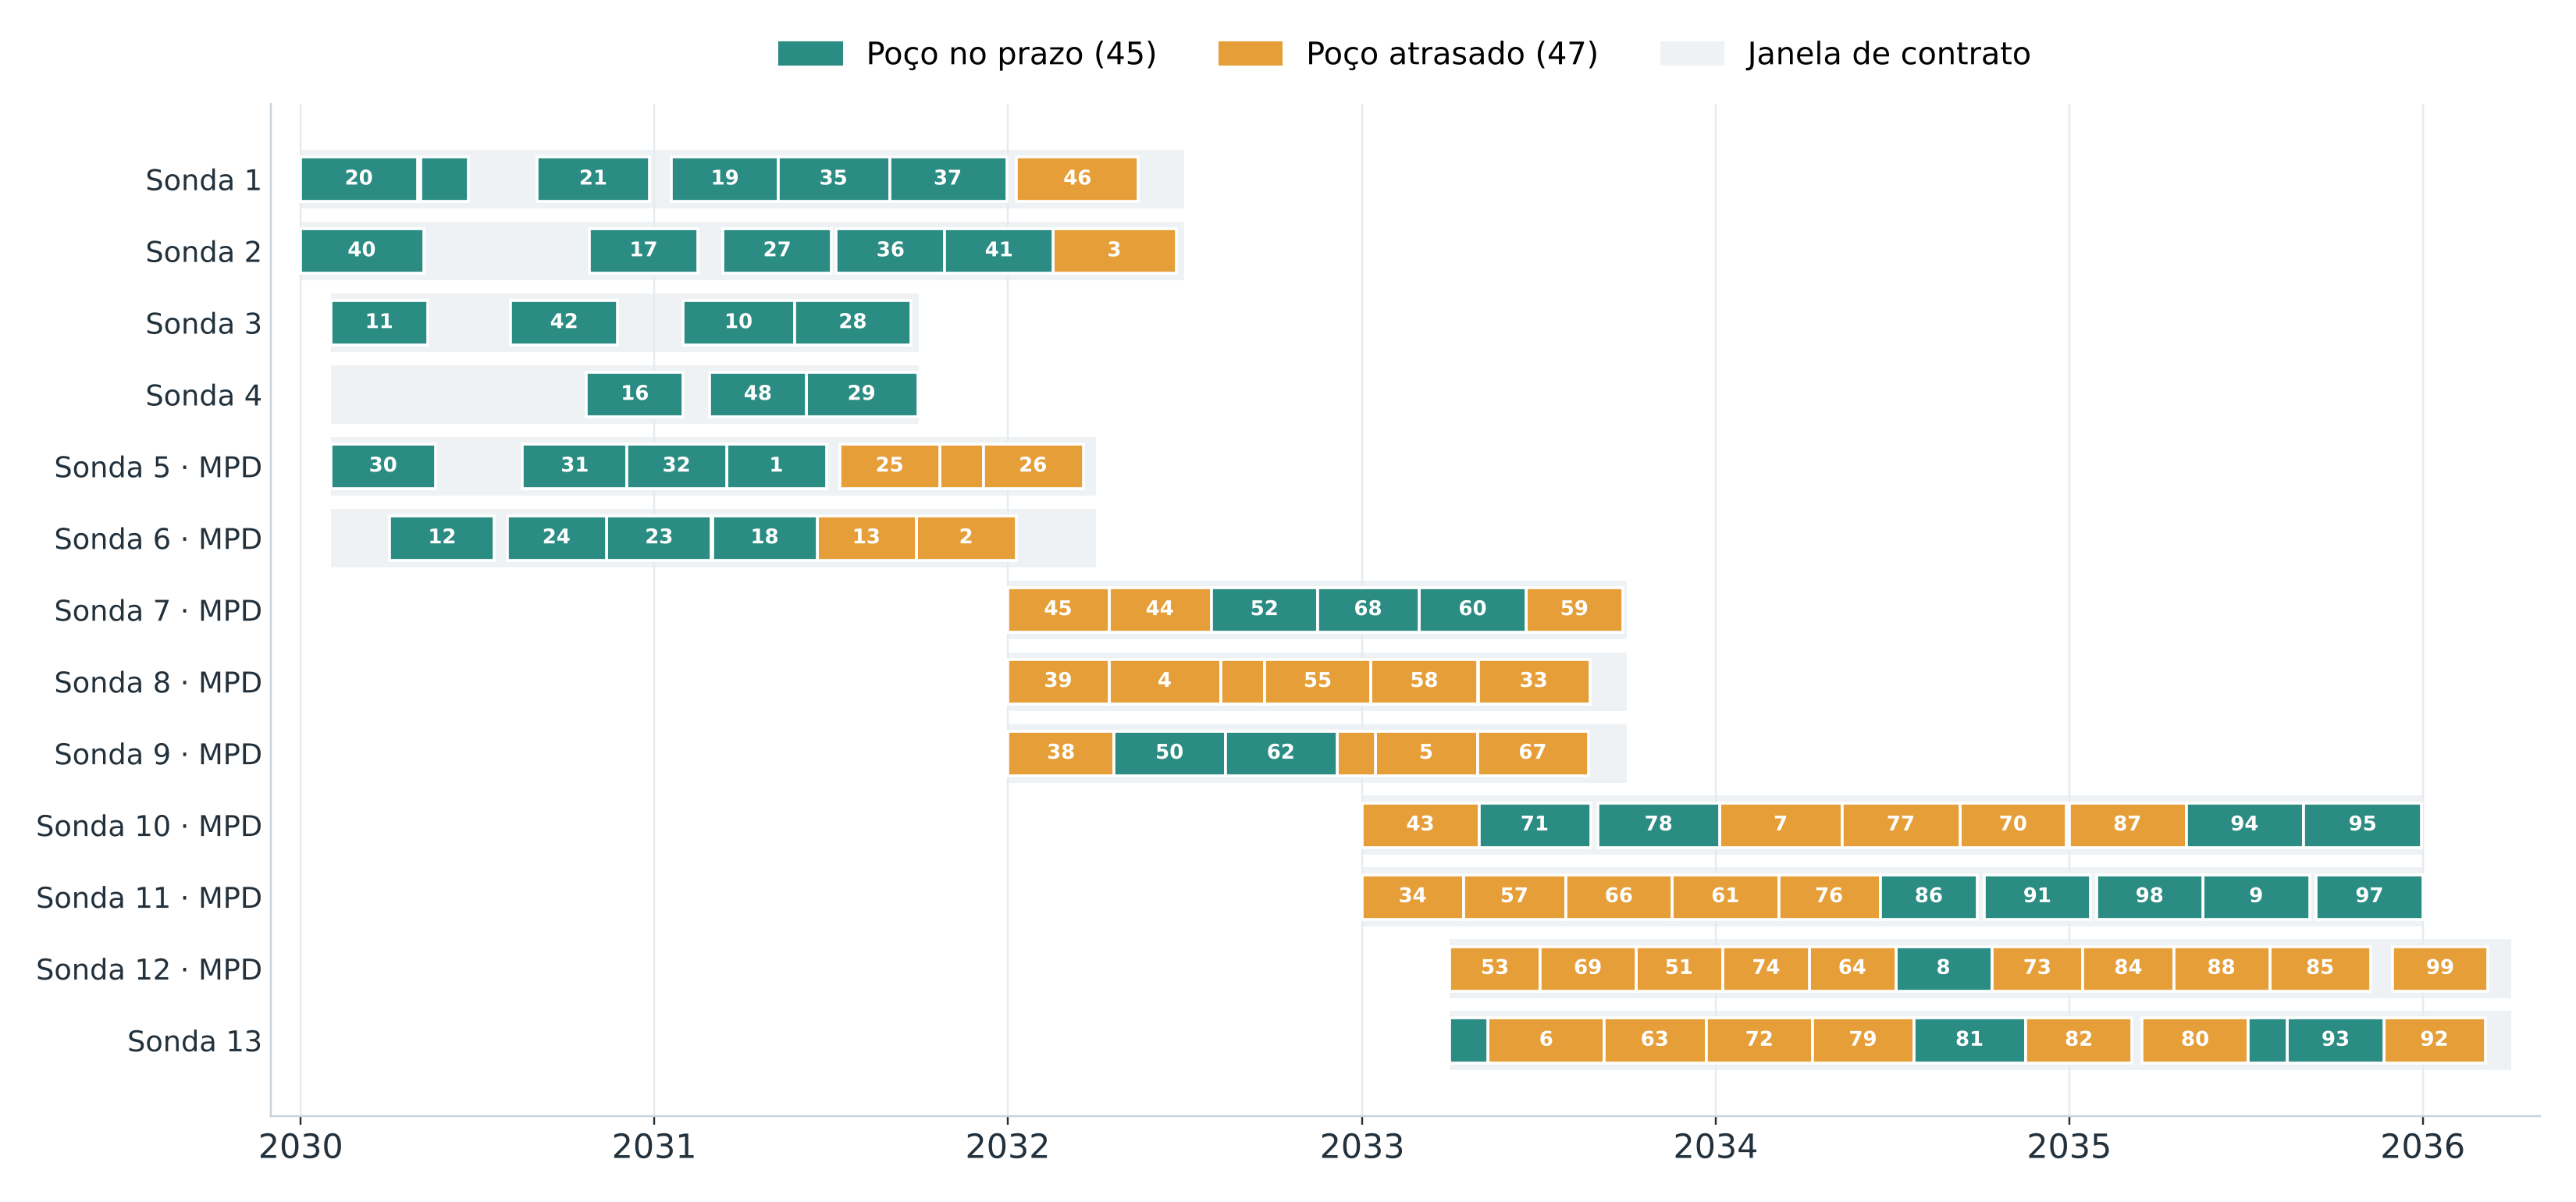 Poço no prazo (45) Poço atrasado (47) Janela de contrato
Sonda 1 20 21 19 35 37 46
Sonda 2 40 17 27 36 41 3
Sonda 3 11 42 10 28
Sonda 4 16 48 29
Sonda 5 · MPD 30 31 32 1 25 26
Sonda 6 · MPD 12 24 23 18 13 2
Sonda 7 · MPD 45 44 52 68 60 59
Sonda 8 · MPD 39 4 55 58 33
Sonda 9 · MPD 38 50 62 5 67
Sonda 10 · MPD 43 71 78 7 77 70 87 94 95
Sonda 11 · MPD 34 57 66 61 76 86 91 98 9 97
Sonda 12 · MPD 53 69 51 74 64 8 73 84 88 85 99
Sonda 13 6 63 72 79 81 82 80 93 92
2030 2031 2032 2033 2034 2035 2036